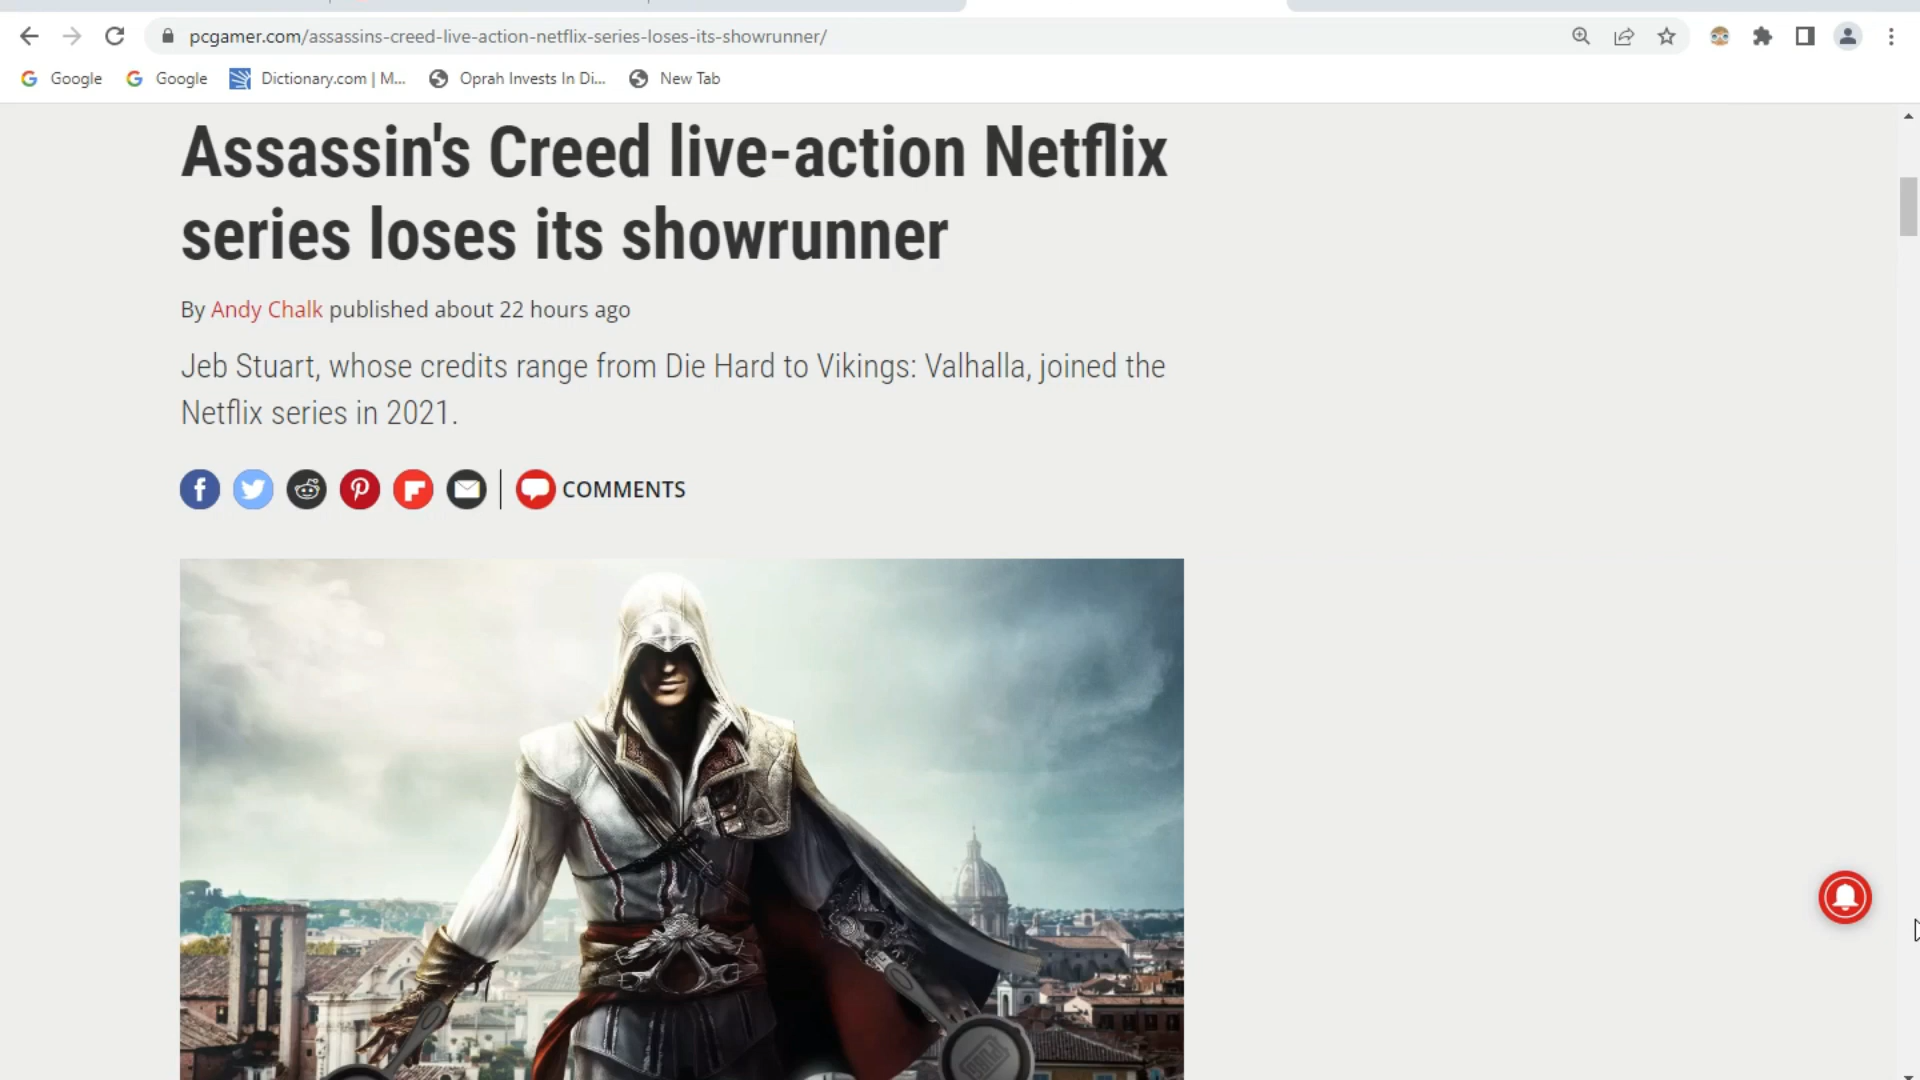 pcgamer.com/assassins-creed-live-action-netflix-series-loses-its-showrunner/
Google Google Dictionary.com | M... Oprah Invests In Di... New Tab
Assassin's Creed live-action Netflix
series loses its showrunner
By Andy Chalk published about 22 hours ago
Jeb Stuart, whose credits range from Die Hard to Vikings: Valhalla, joined the
Netflix series in 2021.
COMMENTS